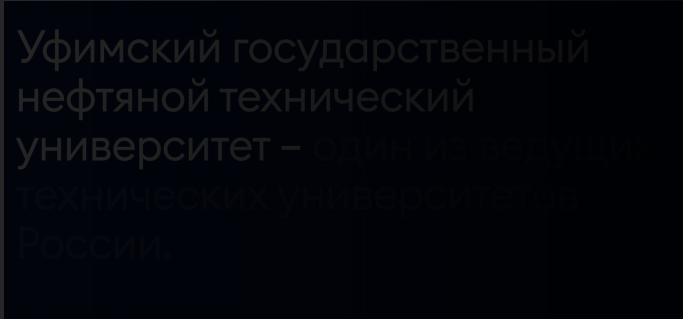 Уфимский государственный
нефтяной технический
университет – один из ведущих
технических университетов
России.